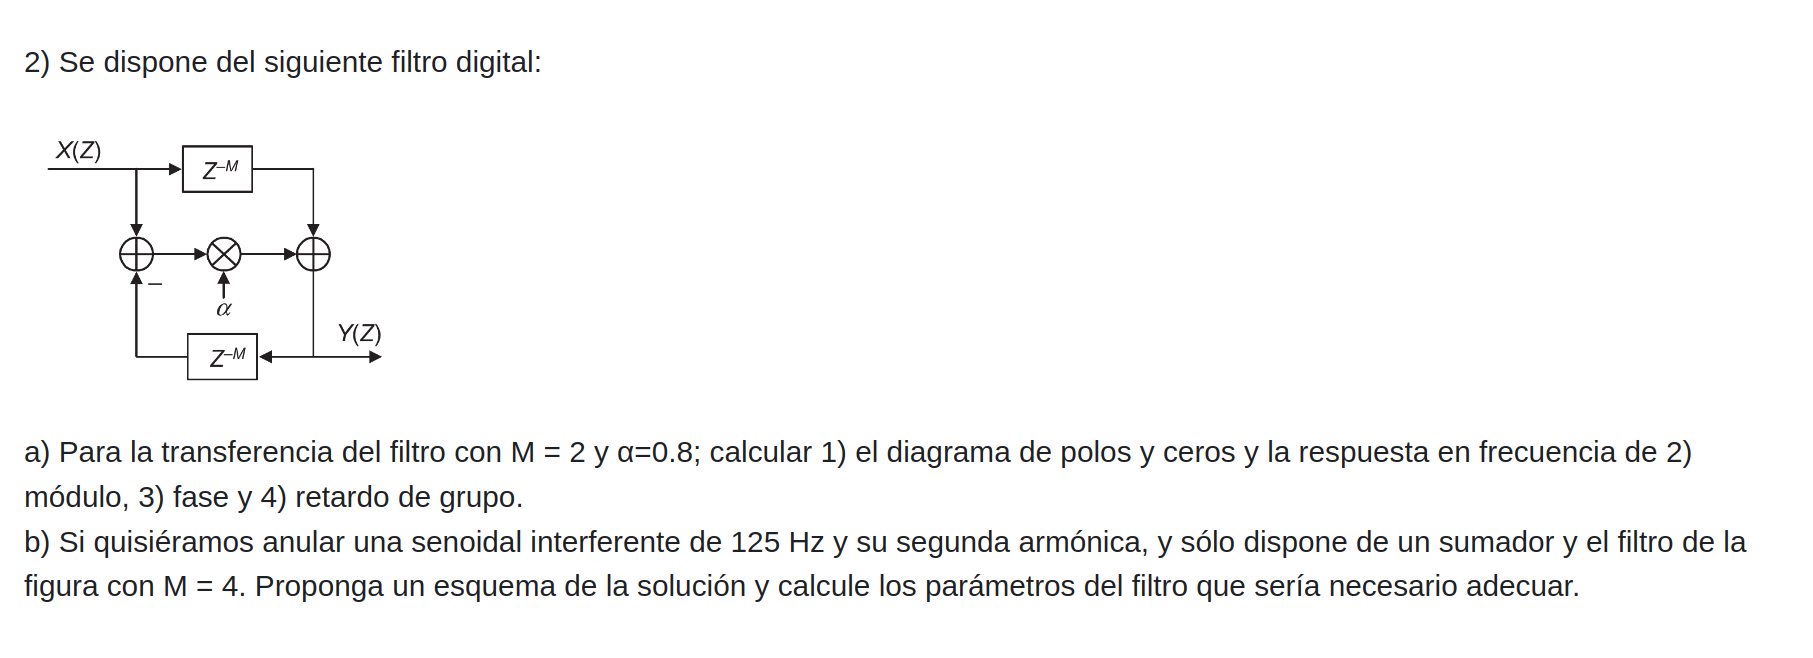 2) Se dispone del siguiente filtro digital:
X(Z)
Z–M
–
α
Y(Z)
Z–M
a) Para la transferencia del filtro con M = 2 y α=0.8; calcular 1) el diagrama de polos y ceros y la respuesta en frecuencia de 2)
módulo, 3) fase y 4) retardo de grupo.
b) Si quisiéramos anular una senoidal interferente de 125 Hz y su segunda armónica, y sólo dispone de un sumador y el filtro de la
figura con M = 4. Proponga un esquema de la solución y calcule los parámetros del filtro que sería necesario adecuar.